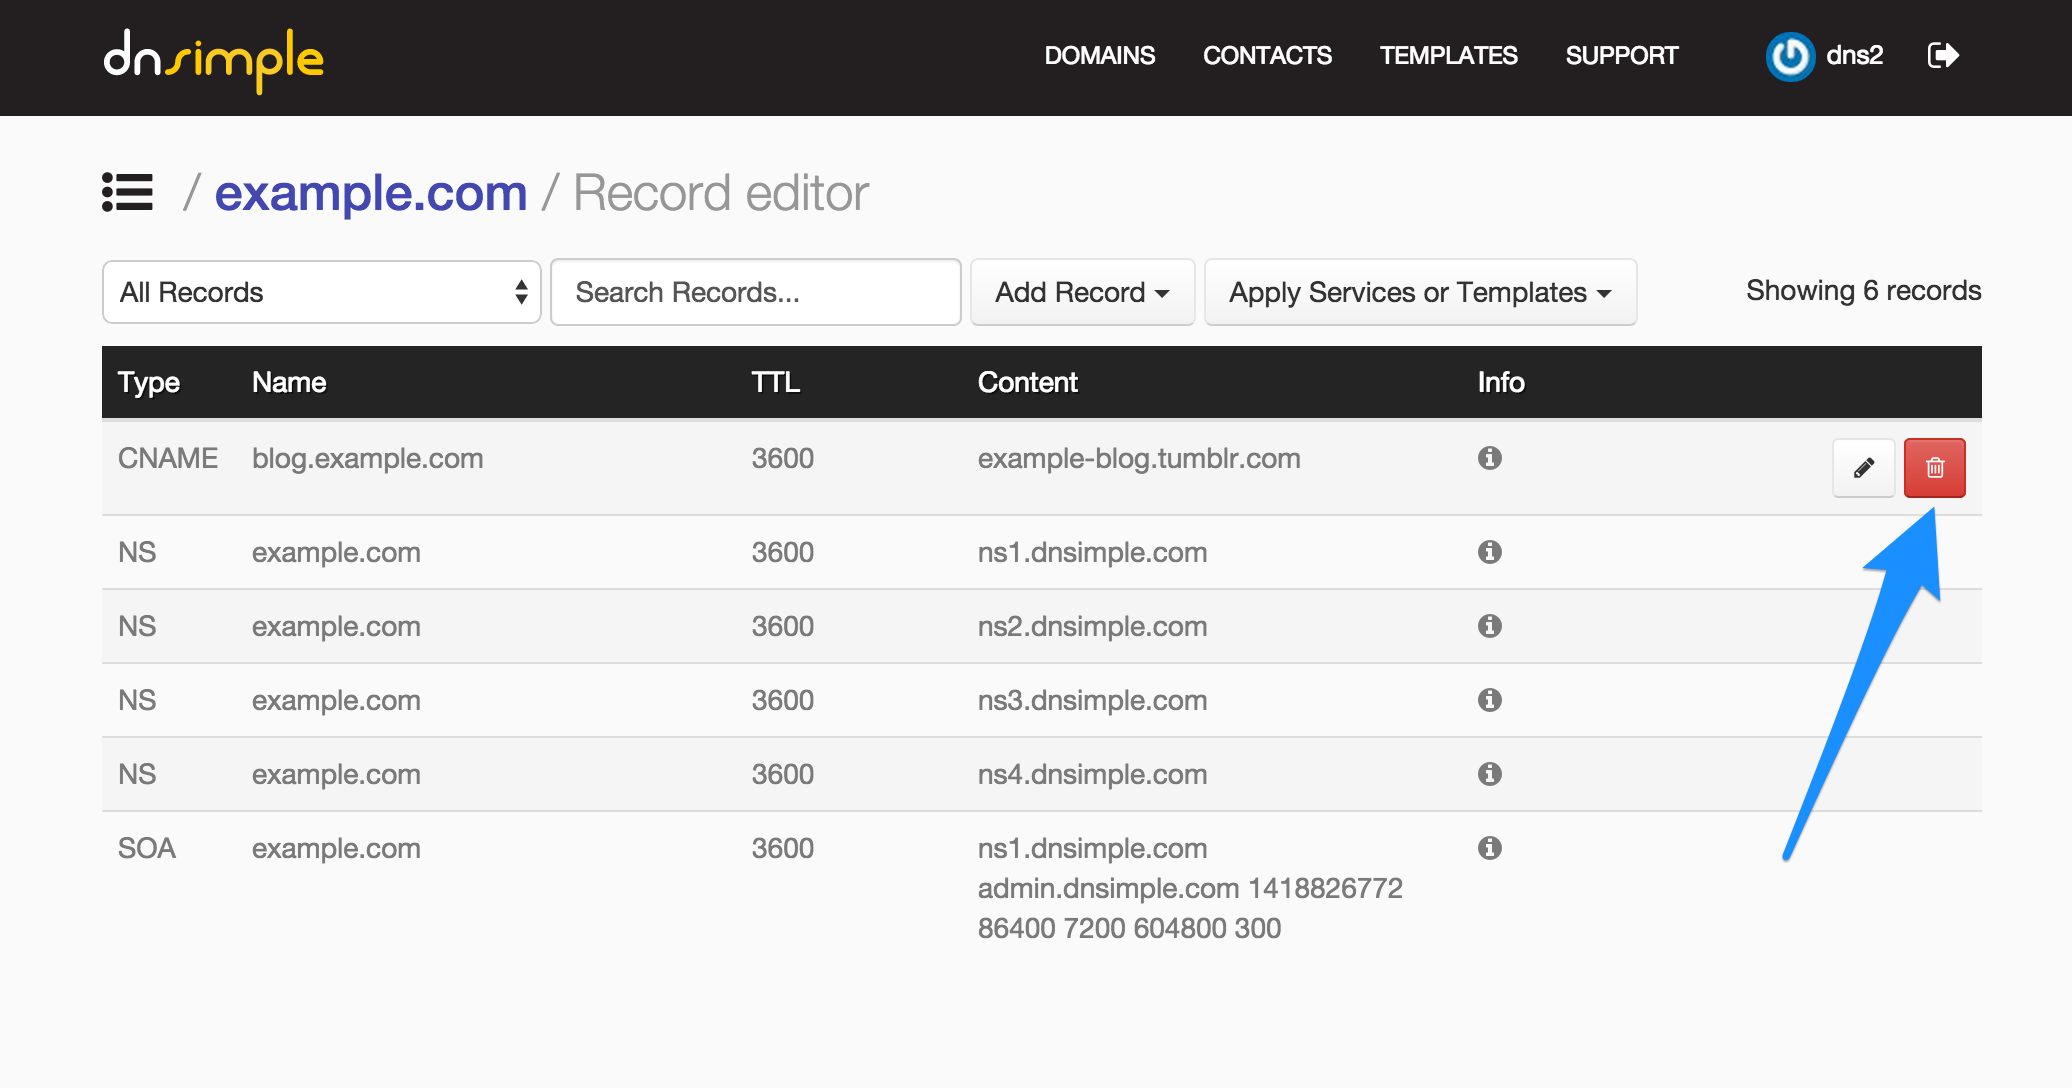 dnsimple DOMAINS CONTACTS TEMPLATES SUPPORT dns2
/ example.com / Record editor
All Records Search Records... Add Record Apply Services or Templates Showing 6 records
Type Name TTL Content Info
CNAME blog.example.com 3600 example-blog.tumblr.com
NS example.com 3600 ns1.dnsimple.com
NS example.com 3600 ns2.dnsimple.com
NS example.com 3600 ns3.dnsimple.com
NS example.com 3600 ns4.dnsimple.com
SOA example.com 3600 ns1.dnsimple.com
admin.dnsimple.com 1418826772
86400 7200 604800 300